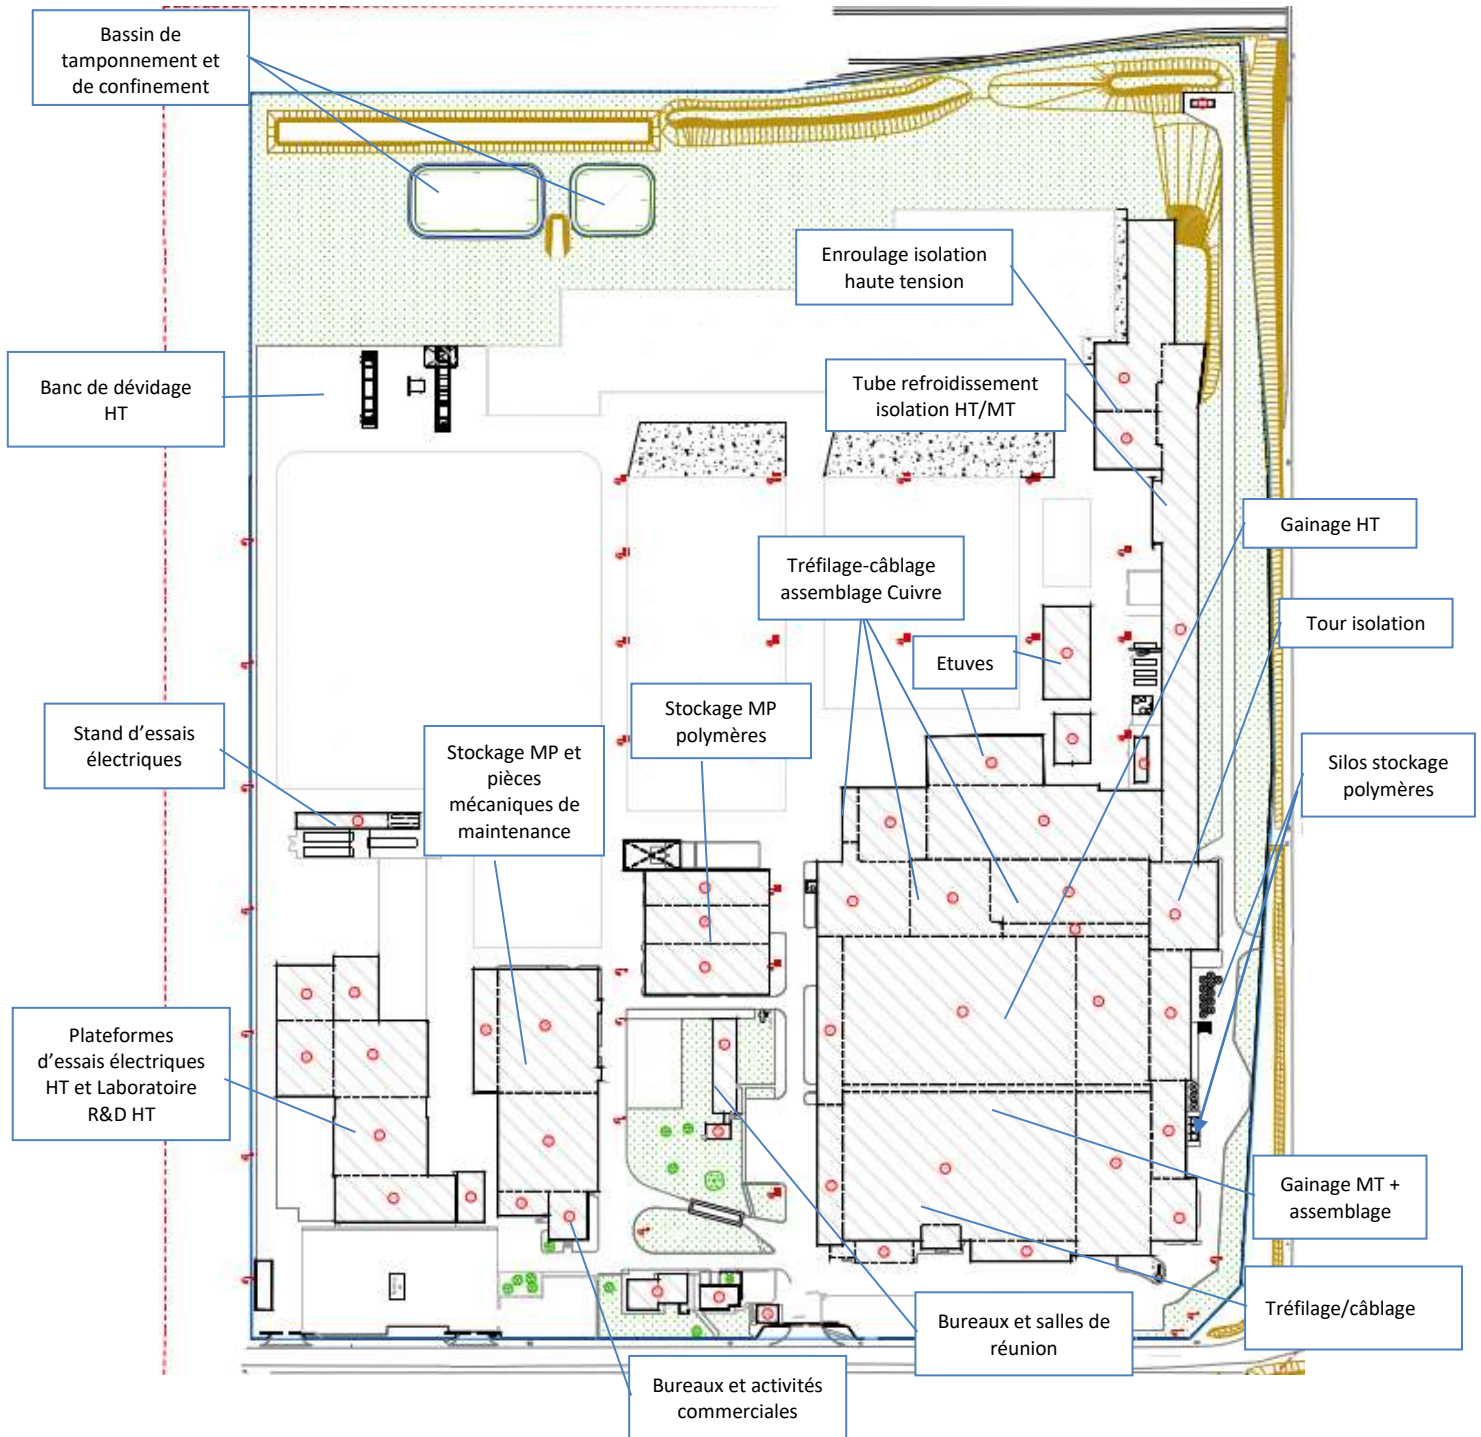 Bassin de
tamponnement et
de confinement
Enroulage isolation
haute tension
Banc de dévidage
HT
Tube refroidissement
isolation HT/MT
Gainage HT
Tréfilage-câblage
assemblage Cuivre
Tour isolation
Etuves
Stockage MP
polymères
Stand d’essais
électriques
Stockage MP et
pièces
mécaniques de
maintenance
Silos stockage
polymères
Plateformes
d’essais électriques
HT et Laboratoire
R&D HT
Gainage MT +
assemblage
Tréfilage/câblage
Bureaux et salles de
réunion
Bureaux et activités
commerciales